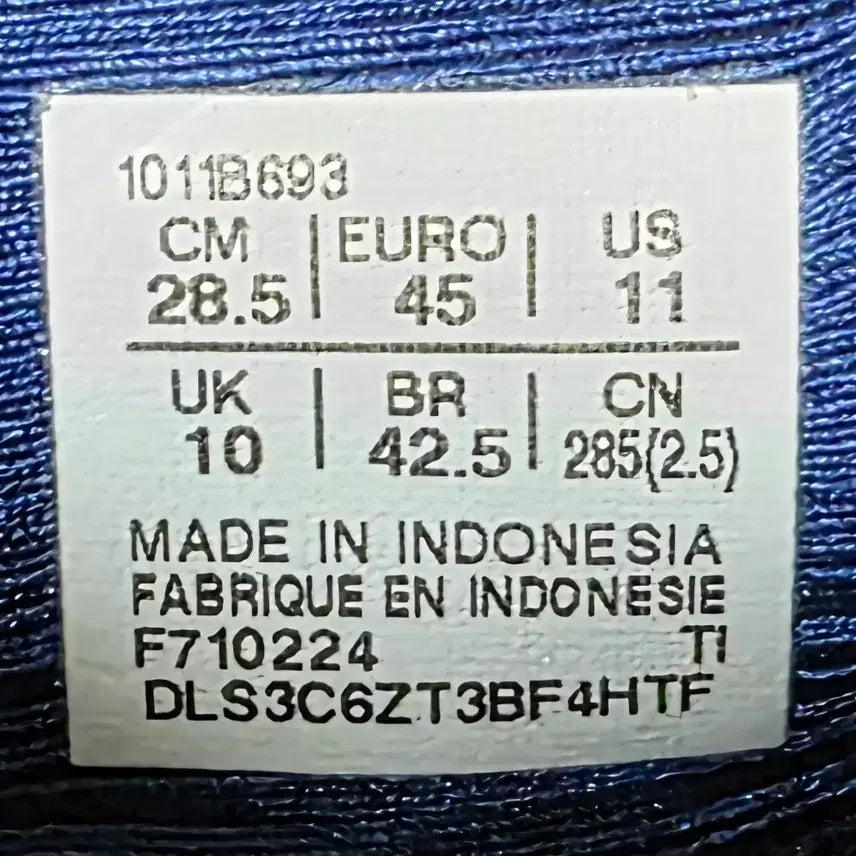 1011B693
CM | EURO | US
28.5 | 45 | 11
UK | BR | CN
10 | 42.5 | 285(2.5)
MADE IN INDONESIA
FABRIQUE EN INDONESIE
F710224 TI
DLS3C6ZT3BF4HTF